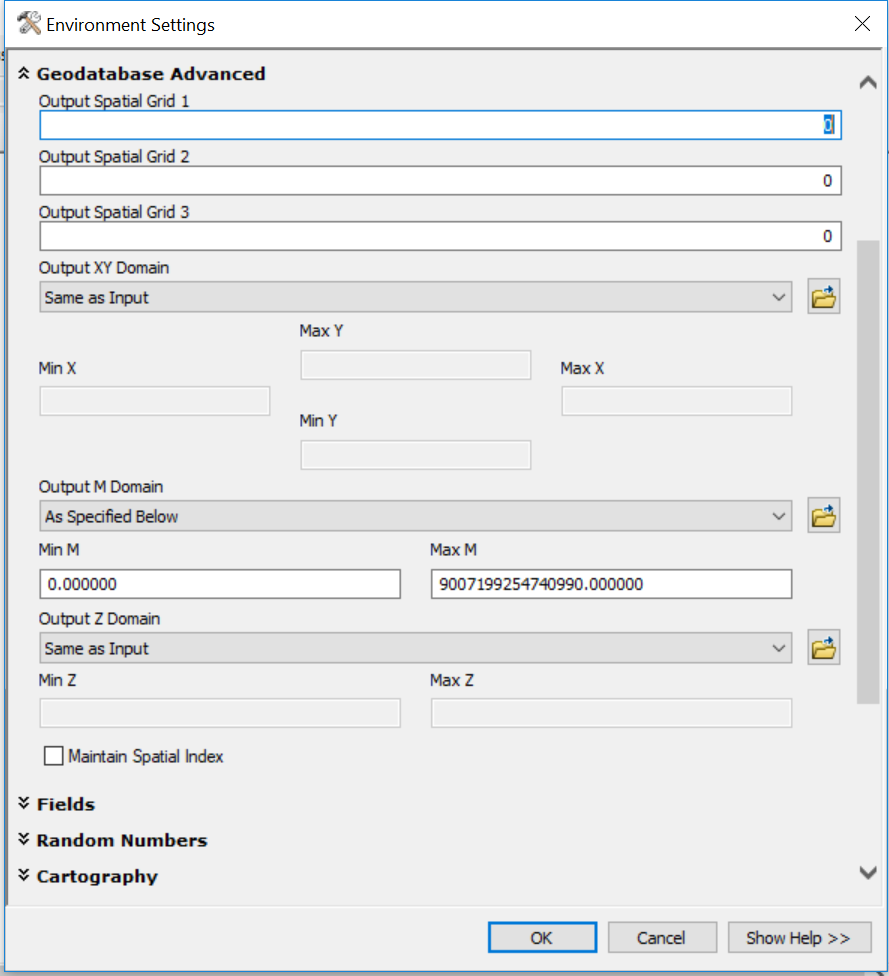 Environment Settings
Geodatabase Advanced
Output Spatial Grid 1
0
Output Spatial Grid 2
0
Output Spatial Grid 3
0
Output XY Domain
Same as Input
Max Y
Min X
Max X
Min Y
Output M Domain
As Specified Below
Min M Max M
0.000000 9007199254740990.000000
Output Z Domain
Same as Input
Min Z Max Z
Maintain Spatial Index
Fields
Random Numbers
Cartography
OK Cancel Show Help >>